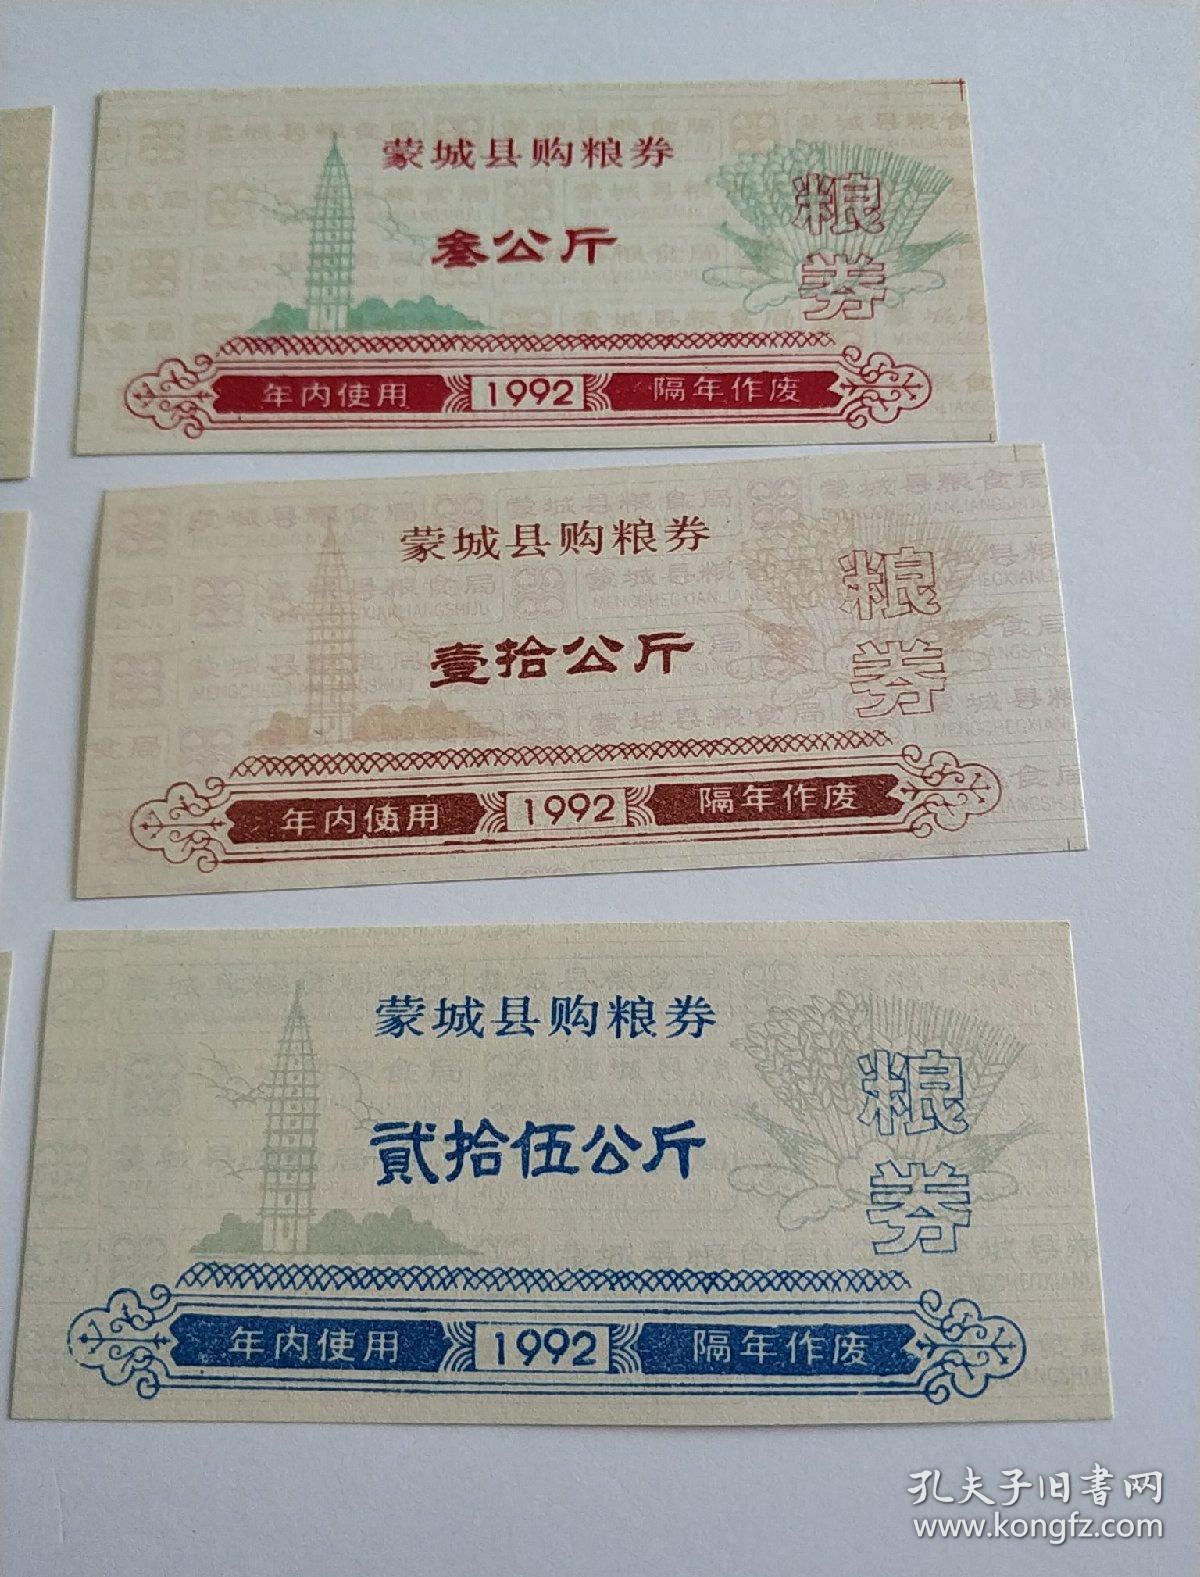 蒙城县购粮券
叁公斤
粮券
年内使用 1992 隔年作废
蒙城县购粮券
壹拾公斤
粮券
年内使用 1992 隔年作废
蒙城县购粮券
貳拾伍公斤
粮券
年内使用 1992 隔年作废
孔夫子旧書网
www.kongfz.com